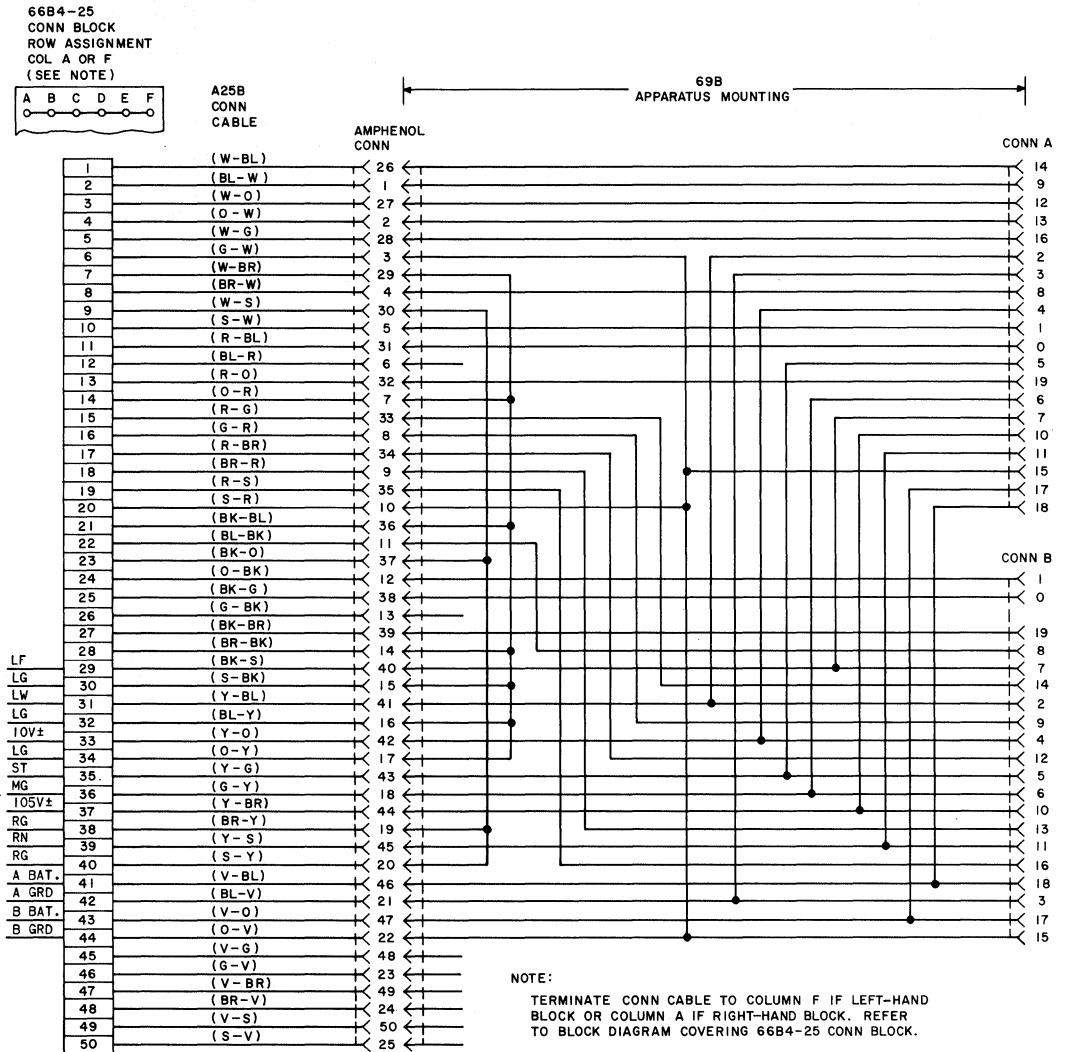 66B4-25
CONN BLOCK
ROW ASSIGNMENT
COL A OR F
(SEE NOTE)
A B C D E F
A25B
CONN
CABLE
AMPHENOL
CONN
69B
APPARATUS MOUNTING
CONN A
1 (W-BL) 26 14
2 (BL-W) 1 9
3 (W-O) 27 12
4 (O-W) 2 13
5 (W-G) 28 16
6 (G-W) 3 2
7 (W-BR) 29 3
8 (BR-W) 4 8
9 (W-S) 30 4
10 (S-W) 5 1
11 (R-BL) 31 0
12 (BL-R) 6 5
13 (R-O) 32 19
14 (O-R) 7 6
15 (R-G) 33 7
16 (G-R) 8 10
17 (R-BR) 34 11
18 (BR-R) 9 15
19 (R-S) 35 17
20 (S-R) 10 18
21 (BK-BL) 36
22 (BL-BK) 11
23 (BK-O) 37 CONN B
24 (O-BK) 12 1
25 (BK-G) 38 0
26 (G-BK) 13
27 (BK-BR) 39 19
28 (BR-BK) 14 8
LF 29 (BK-S) 40 7
LG 30 (S-BK) 15 14
LW 31 (Y-BL) 41 2
LG 32 (BL-Y) 16 9
10V± 33 (Y-O) 42 4
LG 34 (O-Y) 17 12
ST 35. (Y-G) 43 5
MG 36 (G-Y) 18 6
105V± 37 (Y-BR) 44 10
RG 38 (BR-Y) 19 13
RN 39 (Y-S) 45 11
RG 40 (S-Y) 20 16
A BAT. 41 (V-BL) 46 18
A GRD 42 (BL-V) 21 3
B BAT. 43 (V-O) 47 17
B GRD 44 (O-V) 22 15
45 (V-G) 48
46 (G-V) 23
47 (V-BR) 49
48 (BR-V) 24
49 (V-S) 50
50 (S-V) 25
NOTE:
TERMINATE CONN CABLE TO COLUMN F IF LEFT-HAND
BLOCK OR COLUMN A IF RIGHT-HAND BLOCK. REFER
TO BLOCK DIAGRAM COVERING 66B4-25 CONN BLOCK.